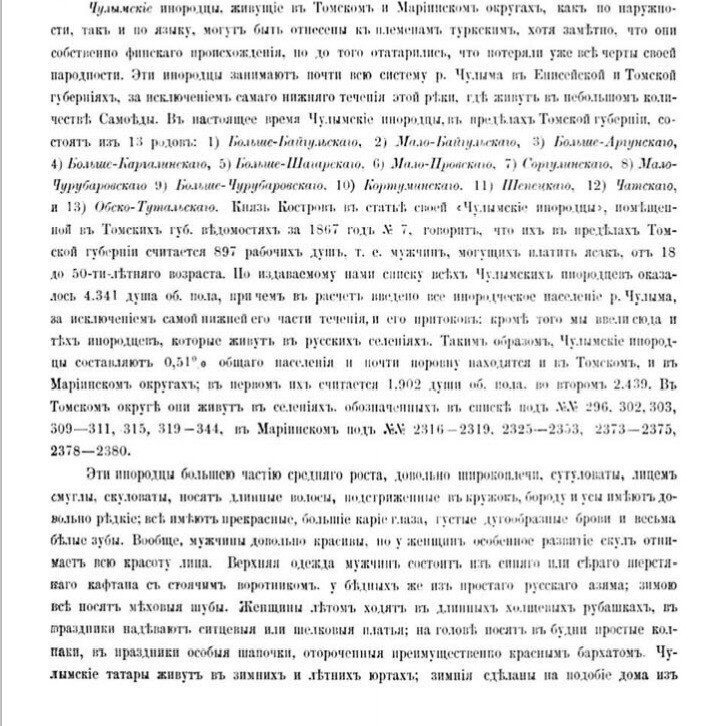 Чулымскіе инородцы, живущіе въ Томскомъ и Маріинскомъ округахъ, какъ по наружно-
сти, такъ и по языку, могутъ быть отнесены къ племенамъ туркскимъ, хотя замѣтно, что они
собственно финскаго происхожденія, но до того отатарились, что потеряли уже всѣ черты своей
народности. Эти инородцы занимаютъ почти всю систему р. Чулыма въ Енисейской и Томской
губерніяхъ, за исключеніемъ самаго нижняго теченія этой рѣки, гдѣ живутъ въ небольшомъ коли-
чествѣ Самоѣды. Въ настоящее время Чулымскіе инородцы, въ предѣлахъ Томской губерніи, со-
стоятъ изъ 13 родовъ: 1) Больше-Байгульскаго, 2) Мало-Байгульскаго, 3) Больше-Аргунскаго,
4) Больше-Каргалинскаго, 5) Больше-Шагарскаго, 6) Мало-Провскаго, 7) Соргулинскаго, 8) Мало-
Чурубаровскаго 9) Больше-Чурубаровскаго. 10) Кортуминскаго. 11) Шепецкаго, 12) Чатскаго,
и 13) Обско-Тутальскаго. Князь Костровъ въ статьѣ своей «Чулымскіе инородцы», помѣщен-
ной въ Томскихъ губ. вѣдомостяхъ за 1867 годъ № 7, говоритъ, что ихъ въ предѣлахъ Том-
ской губерніи считается 897 рабочихъ душъ, т. е. мужчинъ, могущихъ платить ясакъ, отъ 18
до 50-ти-лѣтняго возраста. По издаваемому нами списку всѣхъ Чулымскихъ инородцевъ оказа-
лось 4.341 душа об. пола, причемъ въ расчетъ введено все инородческое населеніе р. Чулыма,
за исключеніемъ самой нижней его части теченія, и его притоковъ: кромѣ того мы ввели сюда и
тѣхъ инородцевъ, которые живутъ въ русскихъ селеніяхъ. Такимъ образомъ, Чулымскіе инород-
цы составляютъ 0,51% общаго населенія и почти поровну находятся и въ Томскомъ, и въ
Маріинскомъ округахъ; въ первомъ ихъ считается 1.902 души об. пола. во второмъ 2.439. Въ
Томскомъ округѣ они живутъ въ селеніяхъ. обозначенныхъ въ спискѣ подъ №№ 296. 302, 303,
309—311, 315, 319—344, въ Маріинскомъ подъ №№ 2316—2319. 2325—2353, 2373—2375,
2378—2380.
Эти инородцы большею частію средняго роста, довольно широкоплечи, сутуловаты, лицемъ
смуглы, скуловаты, носятъ длинные волосы, подстриженные въ кружокъ, бороду и усы имѣютъ до-
вольно рѣдкіе; всѣ имѣютъ прекрасные, большіе каріе глаза, густые дугообразные брови и весьма
бѣлые зубы. Вообще, мужчины довольно красивы, но у женщинъ особенное развитіе скулъ отни-
маетъ всю красоту лица. Верхняя одежда мужчинъ состоитъ изъ синяго или сѣраго шерстя-
наго кафтана съ стоячимъ воротникомъ. у бѣдныхъ же изъ простаго русскаго азяма; зимою
всѣ носятъ мѣховыя шубы. Женщины лѣтомъ ходятъ въ длинныхъ холщевыхъ рубашкахъ, въ
праздники надѣваютъ ситцевыя или шелковыя платья; на головѣ носятъ въ будни простые кол-
паки, въ праздники особыя шапочки, отороченныя преимущественно краснымъ бархатомъ. Чу-
лымскіе татары живутъ въ зимнихъ и лѣтнихъ юртахъ; зимнія сдѣланы на подобіе дома изъ